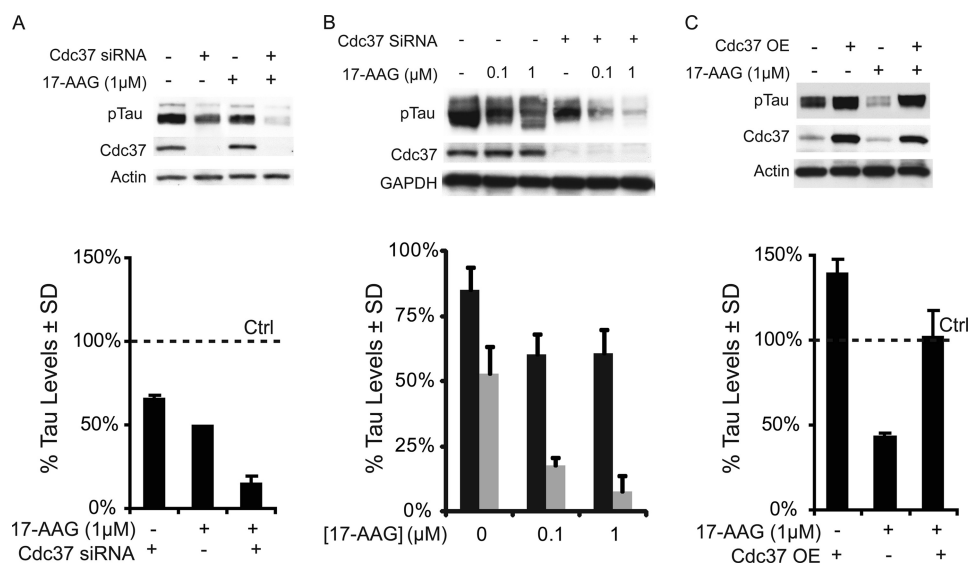 A
Cdc37 siRNA - + - +
17-AAG (1µM) - - + +
pTau
Cdc37
Actin
150%
100%
50%
0%
% Tau Levels ± SD
Ctrl
17-AAG (1µM) - + +
Cdc37 siRNA + - +
B
Cdc37 SiRNA - - - + + +
17-AAG (µM) - 0.1 1 - 0.1 1
pTau
Cdc37
GAPDH
100%
75%
50%
25%
0%
% Tau Levels ± SD
[17-AAG] (µM) 0 0.1 1
C
Cdc37 OE - + - +
17-AAG (1µM) - - + +
pTau
Cdc37
Actin
150%
100%
50%
0%
% Tau Levels ± SD
Ctrl
17-AAG (1µM) - + +
Cdc37 OE + - +